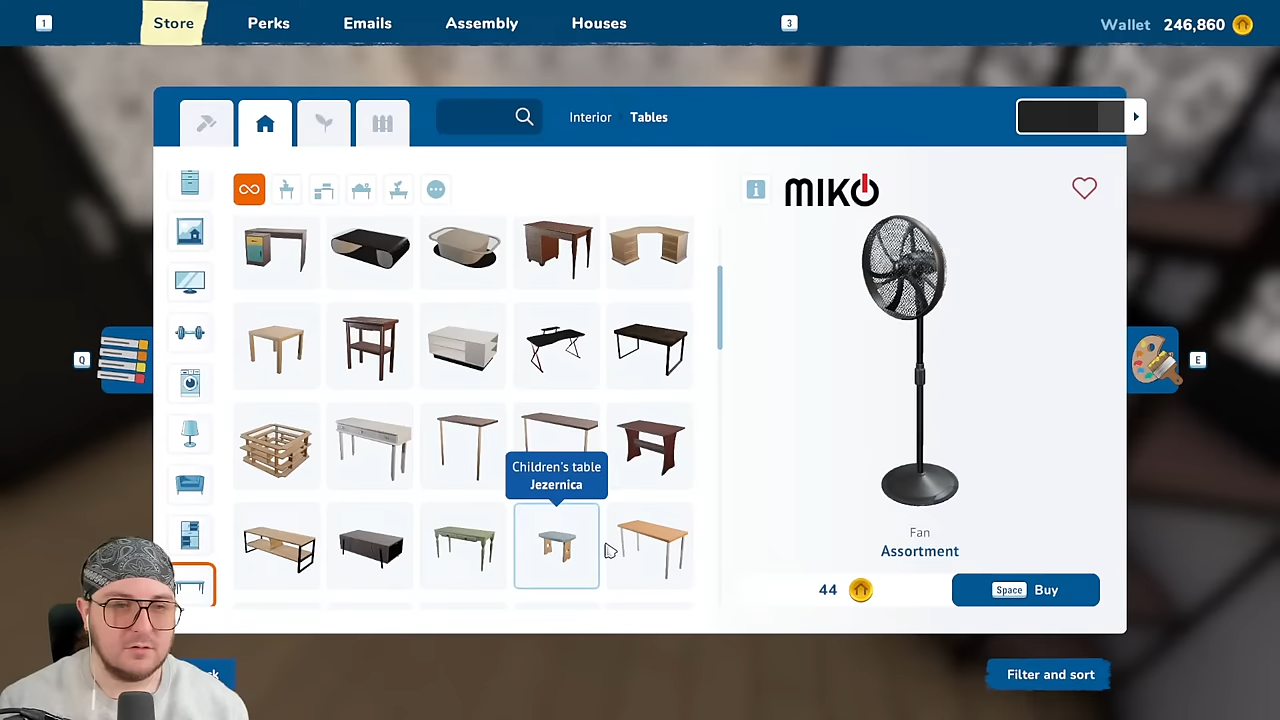 1
Store
Perks
Emails
Assembly
Houses
3
Wallet 246,860
Interior
Tables
i
MIKO
Q
E
Children's table
Jezernica
Fan
Assortment
44
Space Buy
Filter and sort